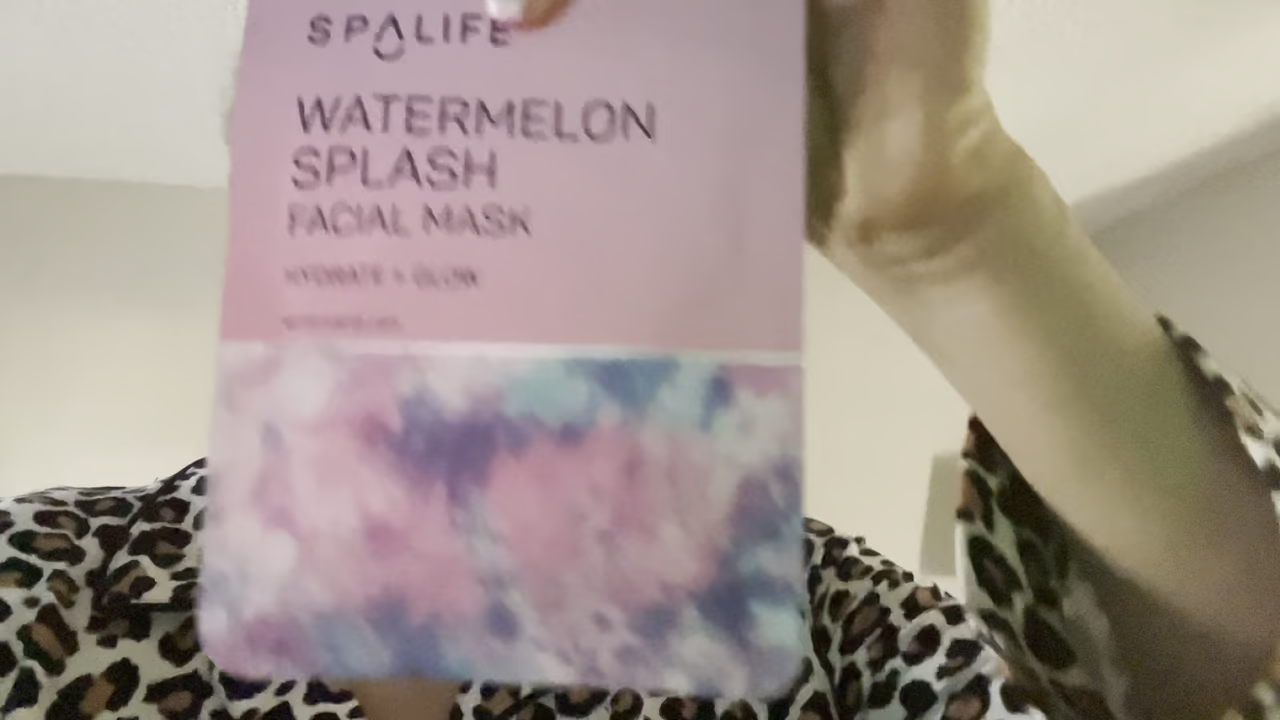 SPALIFE
WATERMELON
SPLASH
FACIAL MASK
HYDRATE + GLOW